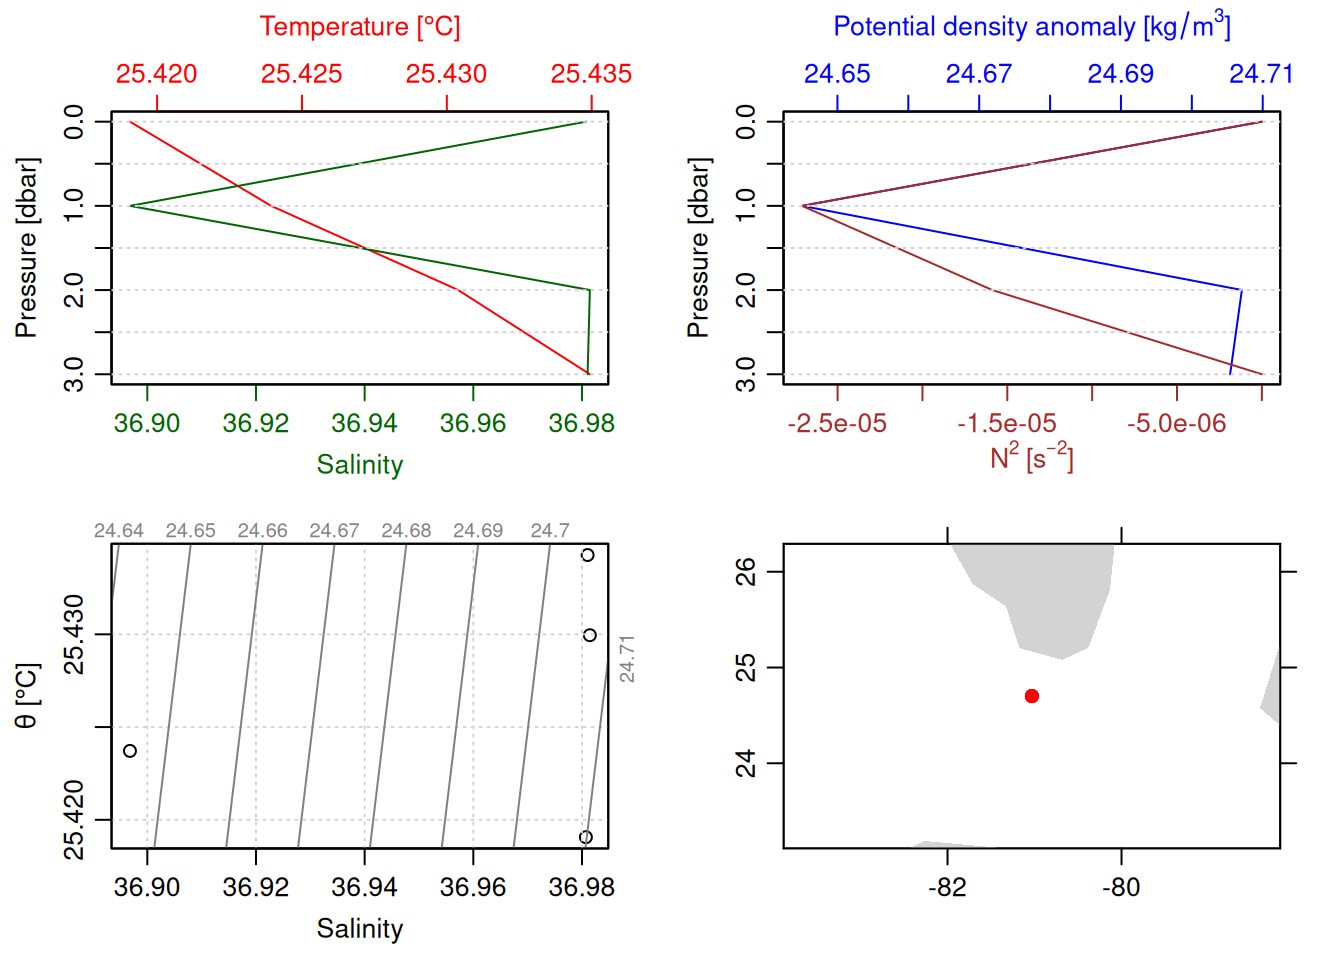 Temperature [°C]
25.420 25.425 25.430 25.435
Pressure [dbar]
0.0 1.0 2.0 3.0
36.90 36.92 36.94 36.96 36.98
Salinity
Potential density anomaly [kg/m³]
24.65 24.67 24.69 24.71
Pressure [dbar]
0.0 1.0 2.0 3.0
-2.5e-05 -1.5e-05 -5.0e-06
N² [s⁻²]
24.64 24.65 24.66 24.67 24.68 24.69 24.7
24.71
θ [°C]
25.430
25.420
36.90 36.92 36.94 36.96 36.98
Salinity
26
25
24
-82 -80